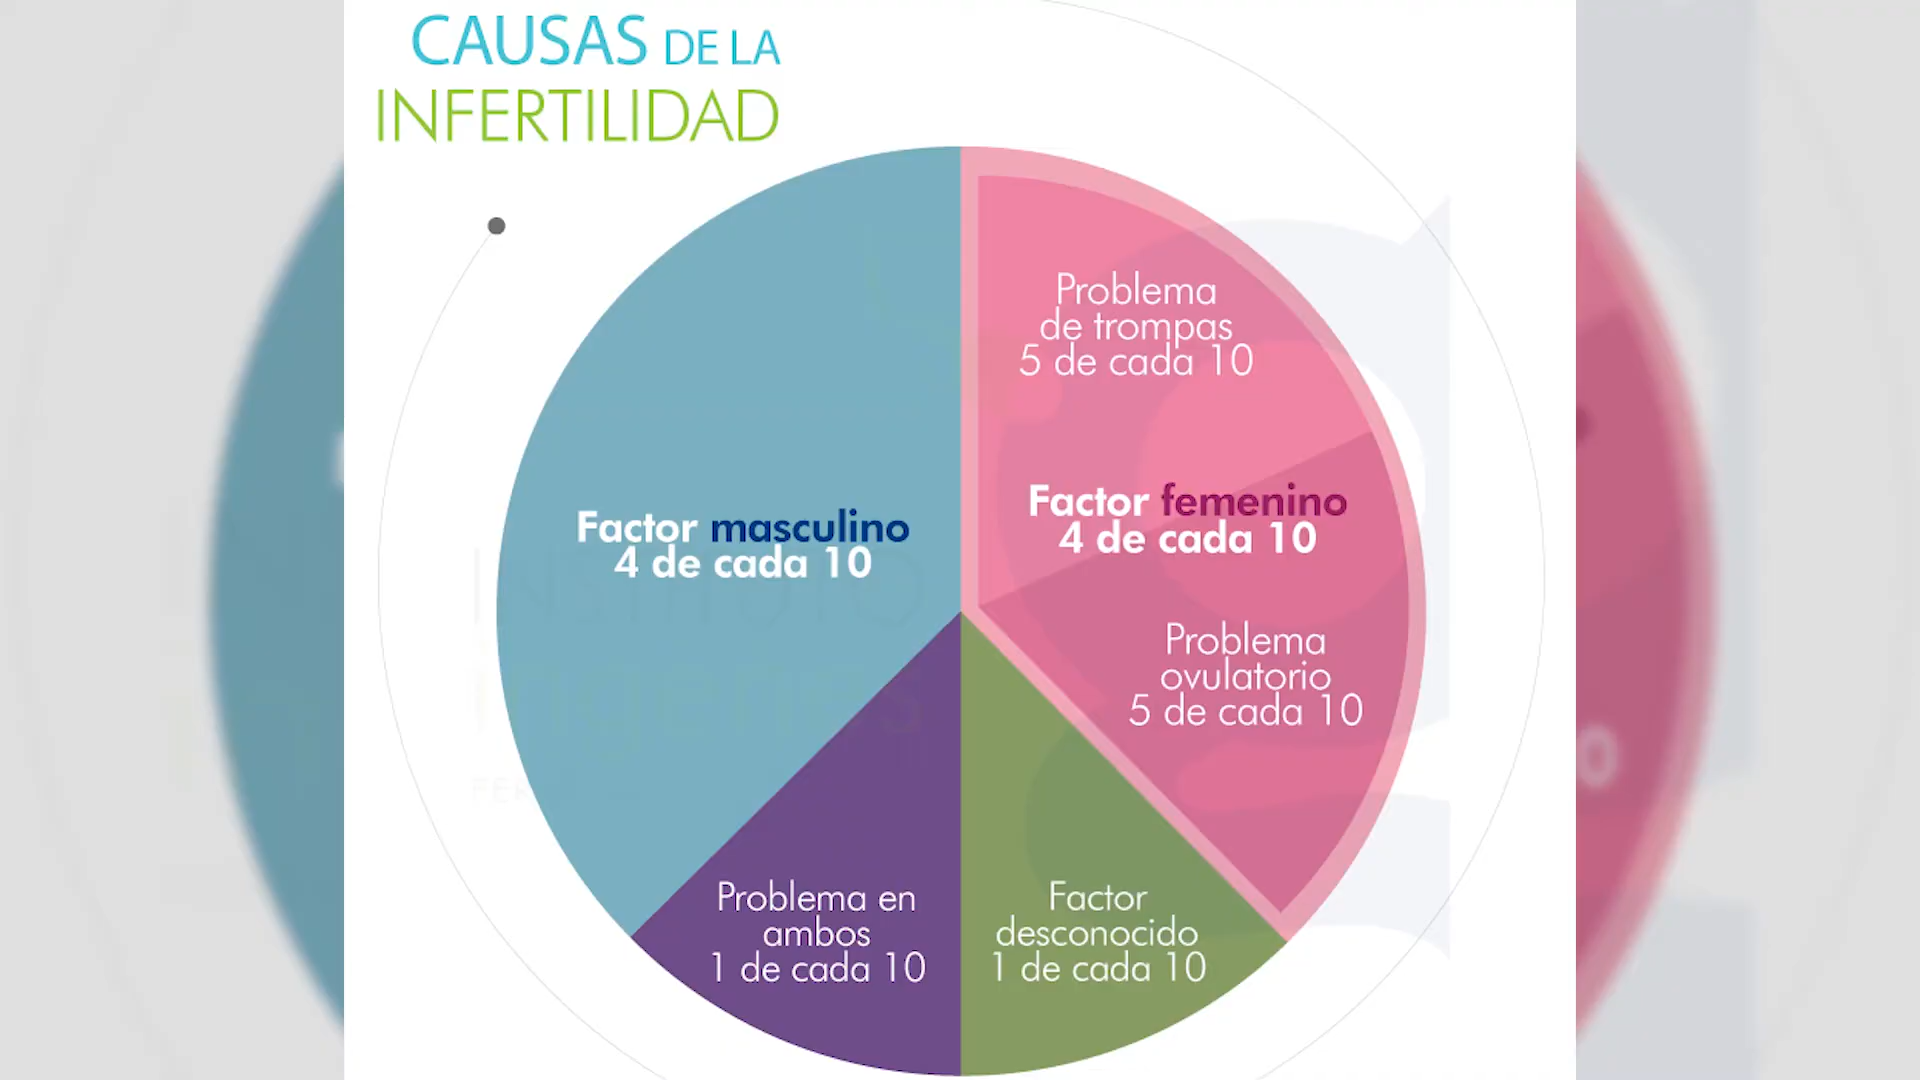 CAUSAS DE LA
INFERTILIDAD
Problema
de trompas
5 de cada 10
Factor femenino
4 de cada 10
Factor masculino
4 de cada 10
Problema
ovulatorio
5 de cada 10
Problema en
ambos
1 de cada 10
Factor
desconocido
1 de cada 10
INSTITUTO